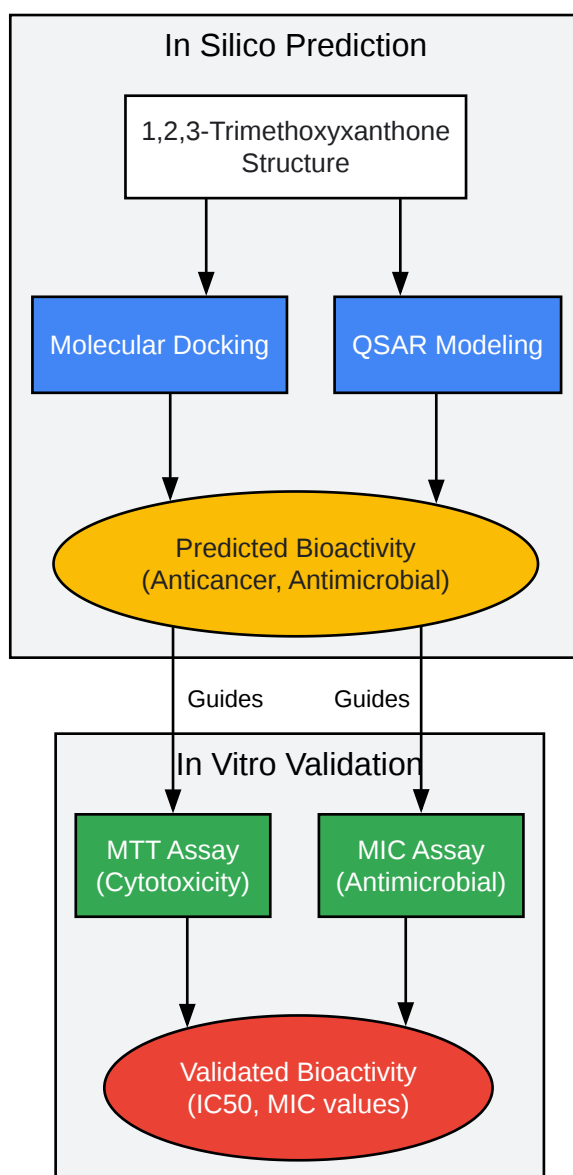 In Silico Prediction
1,2,3-Trimethoxyxanthone
Structure
Molecular Docking
QSAR Modeling
Predicted Bioactivity
(Anticancer, Antimicrobial)
Guides
Guides
In Vitro Validation
MTT Assay
(Cytotoxicity)
MIC Assay
(Antimicrobial)
Validated Bioactivity
(IC50, MIC values)